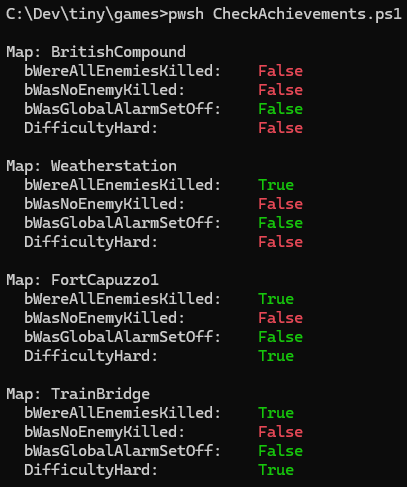 C:\Dev\tiny\games>pwsh CheckAchievements.ps1
Map: BritishCompound
bWereAllEnemiesKilled: False
bWasNoEnemyKilled: False
bWasGlobalAlarmSetOff: False
DifficultyHard: False
Map: Weatherstation
bWereAllEnemiesKilled: True
bWasNoEnemyKilled: False
bWasGlobalAlarmSetOff: False
DifficultyHard: False
Map: FortCapuzzo1
bWereAllEnemiesKilled: True
bWasNoEnemyKilled: False
bWasGlobalAlarmSetOff: False
DifficultyHard: True
Map: TrainBridge
bWereAllEnemiesKilled: True
bWasNoEnemyKilled: False
bWasGlobalAlarmSetOff: False
DifficultyHard: True